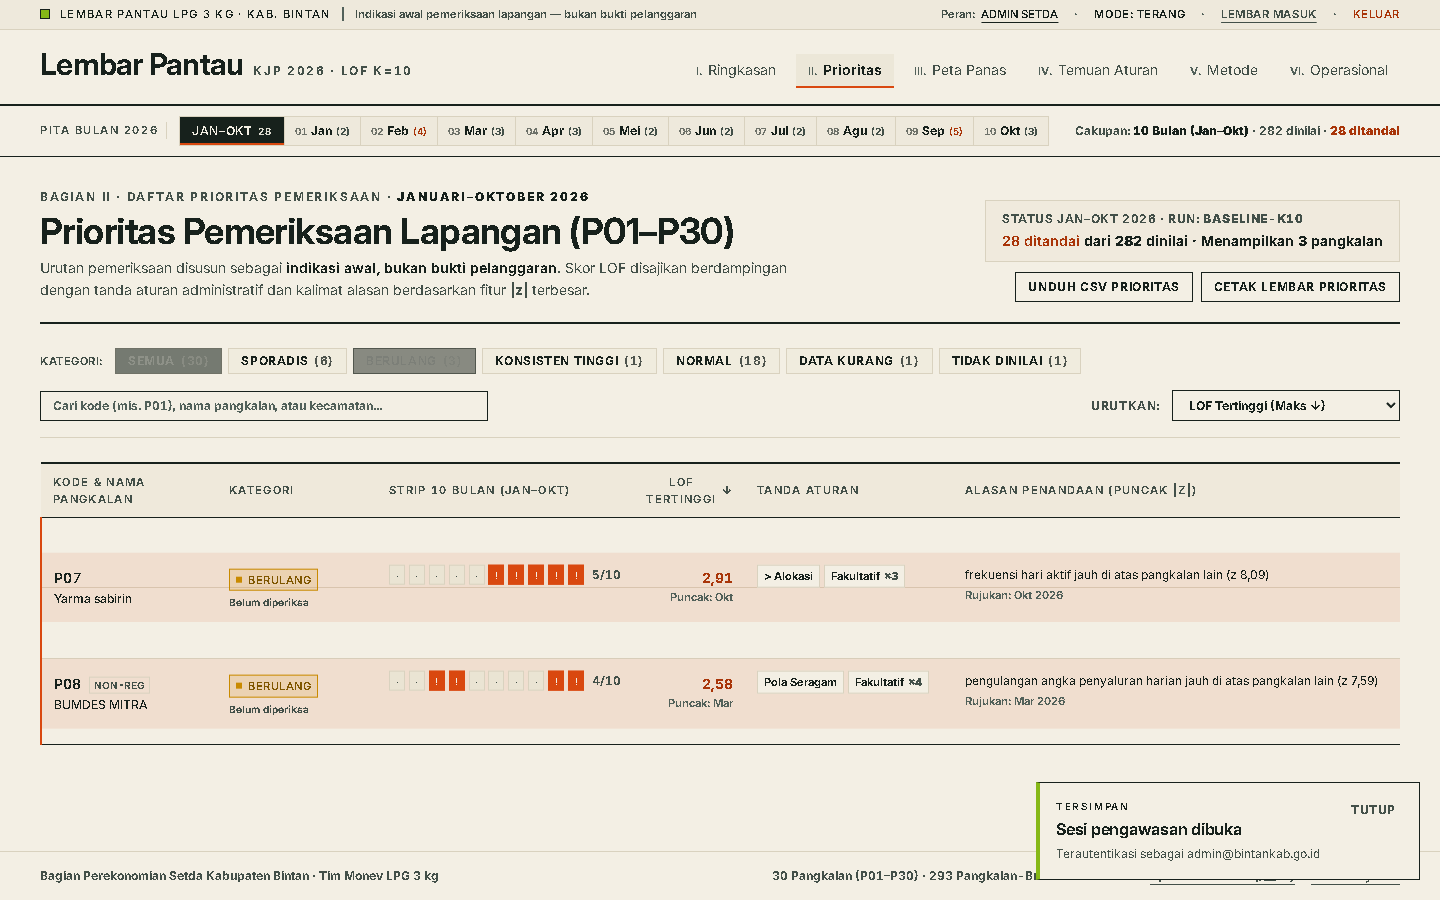 LEMBAR PANTAU LPG 3 KG · KAB. BINTAN | Indikasi awal pemeriksaan lapangan — bukan bukti pelanggaran
Peran: ADMIN SETDA · MODE: TERANG · LEMBAR MASUK · KELUAR
Lembar Pantau KJP 2026 · LOF K=10
I. Ringkasan II. Prioritas III. Peta Panas IV. Temuan Aturan V. Metode VI. Operasional
PITA BULAN 2026 JAN–OKT 28 01 Jan (2) 02 Feb (4) 03 Mar (3) 04 Apr (3) 05 Mei (2) 06 Jun (2) 07 Jul (2) 08 Agu (2) 09 Sep (5) 10 Okt (3) Cakupan: 10 Bulan (Jan–Okt) · 282 dinilai · 28 ditandai
BAGIAN II · DAFTAR PRIORITAS PEMERIKSAAN · JANUARI–OKTOBER 2026
Prioritas Pemeriksaan Lapangan (P01–P30)
Urutan pemeriksaan disusun sebagai indikasi awal, bukan bukti pelanggaran. Skor LOF disajikan berdampingan
dengan tanda aturan administratif dan kalimat alasan berdasarkan fitur |z| terbesar.
STATUS JAN–OKT 2026 · RUN: BASELINE-K10
28 ditandai dari 282 dinilai · Menampilkan 3 pangkalan
UNDUH CSV PRIORITAS CETAK LEMBAR PRIORITAS
KATEGORI: SEMUA (30) SPORADIS (6) BERULANG (3) KONSISTEN TINGGI (1) NORMAL (18) DATA KURANG (1) TIDAK DINILAI (1)
Cari kode (mis. P01), nama pangkalan, atau kecamatan...
URUTKAN: LOF Tertinggi (Maks ↓)
KODE & NAMA PANGKALAN KATEGORI STRIP 10 BULAN (JAN–OKT) LOF TERTINGGI ↓ TANDA ATURAN ALASAN PENANDAAN (PUNCAK |Z|)
P07 BERULANG · · · · · ! ! ! ! ! 5/10 2,91 > Alokasi Fakultatif ×3 frekuensi hari aktif jauh di atas pangkalan lain (z 8,09)
Yarma sabirin Belum diperiksa Puncak: Okt Rujukan: Okt 2026
P08 NON-REG BERULANG · · ! ! · · · · ! ! 4/10 2,58 Pola Seragam Fakultatif ×4 pengulangan angka penyaluran harian jauh di atas pangkalan lain (z 7,59)
BUMDES MITRA Belum diperiksa Puncak: Mar Rujukan: Mar 2026
TERSIMPAN TUTUP
Sesi pengawasan dibuka
Terautentikasi sebagai admin@bintankab.go.id
Bagian Perekonomian Setda Kabupaten Bintan · Tim Monev LPG 3 kg
30 Pangkalan (P01–P30) · 293 Pangkalan-B